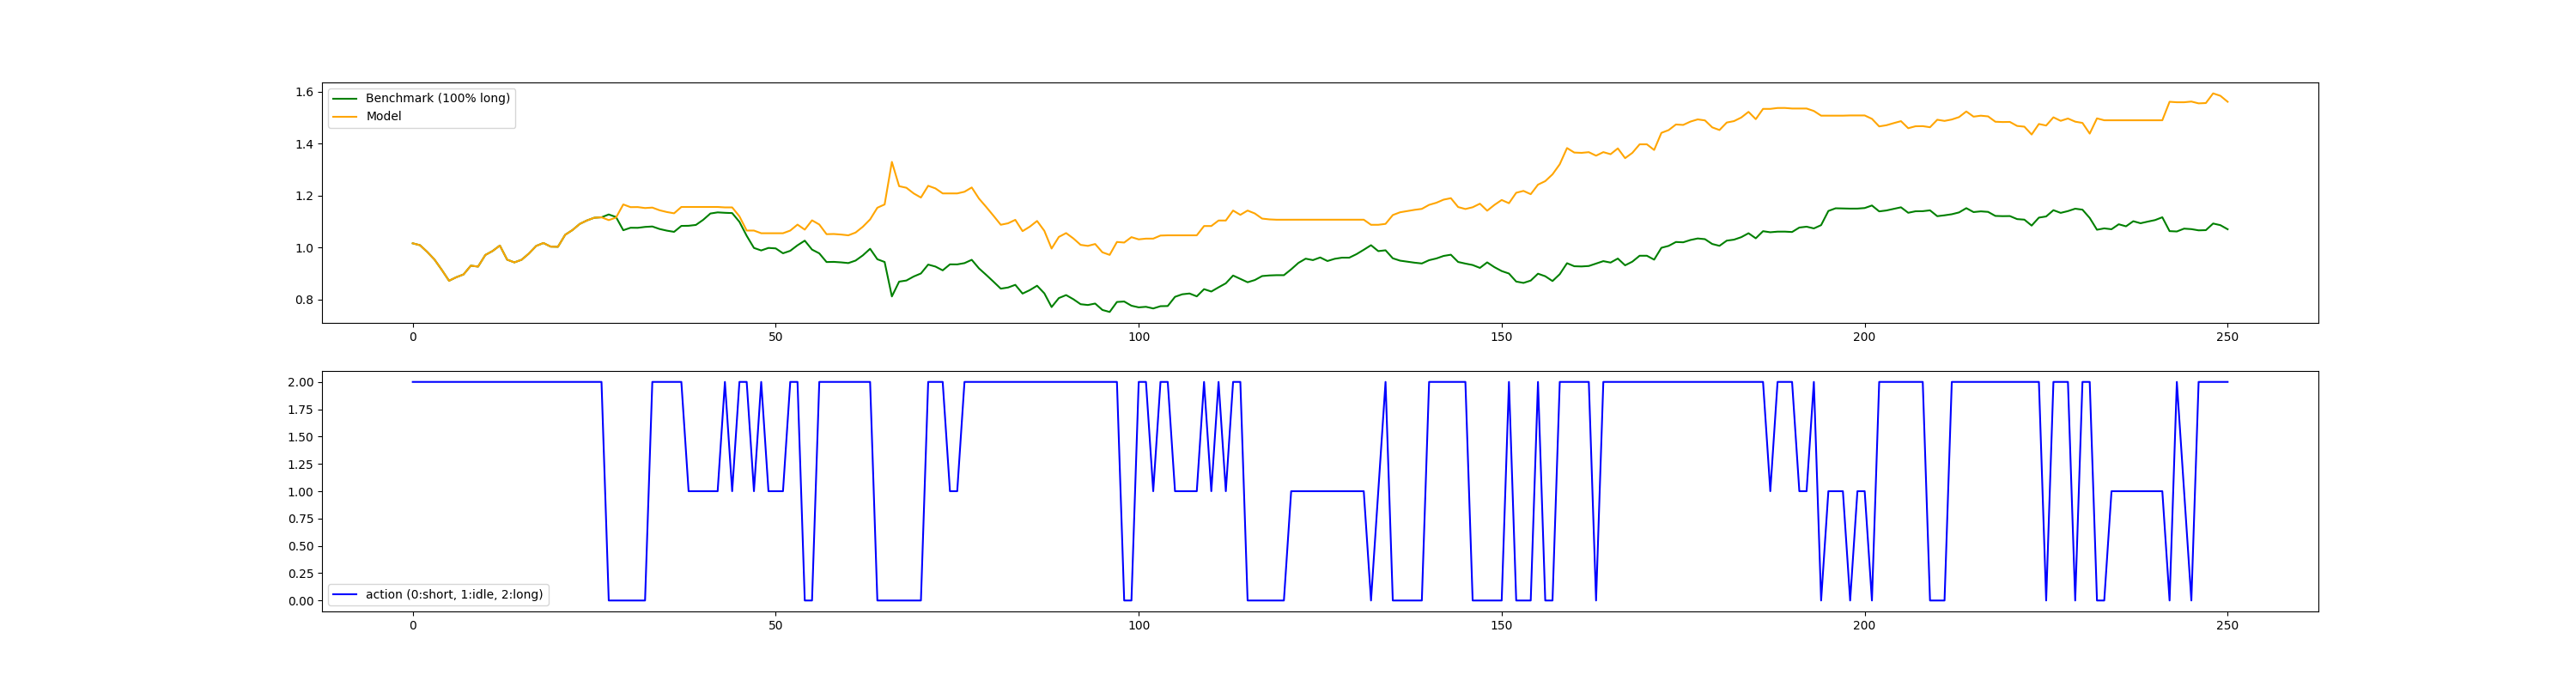 1.6
1.4
1.2
1.0
0.8
Benchmark (100% long)
Model
0 50 100 150 200 250
2.00
1.75
1.50
1.25
1.00
0.75
0.50
0.25
0.00
action (0:short, 1:idle, 2:long)
0 50 100 150 200 250